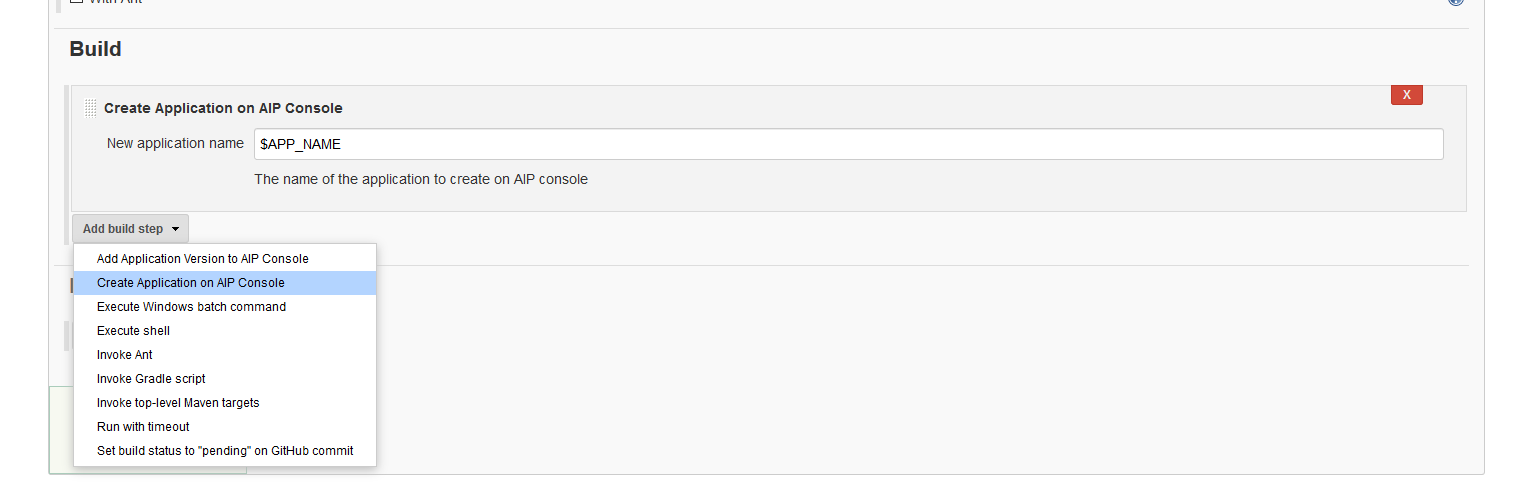 With Ant
Build
Create Application on AIP Console
X
New application name
$APP_NAME
The name of the application to create on AIP console
Add build step
Add Application Version to AIP Console
Create Application on AIP Console
Execute Windows batch command
Execute shell
Invoke Ant
Invoke Gradle script
Invoke top-level Maven targets
Run with timeout
Set build status to "pending" on GitHub commit